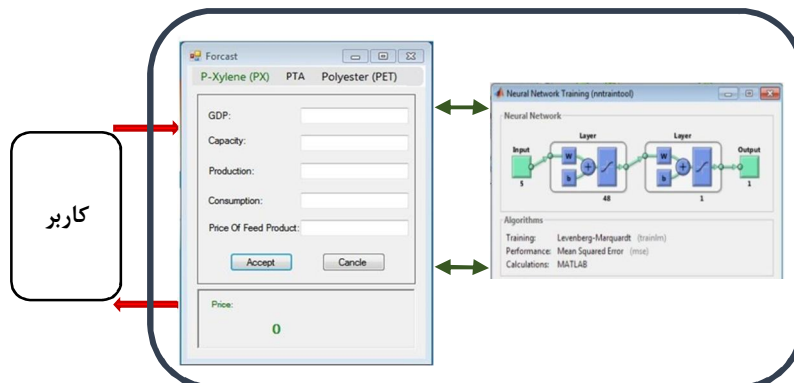 کاربر
Forcast
P-Xylene (PX) PTA Polyester (PET)
GDP:
Capacity:
Production:
Consumption:
Price Of Feed Product:
Accept Cancle
Price:
0
Neural Network Training (nntraintool)
Neural Network
Layer Layer
Input W b + W b + Output
5 48 1 1
Algorithms
Training: Levenberg-Marquardt (trainlm)
Performance: Mean Squared Error (mse)
Calculations: MATLAB